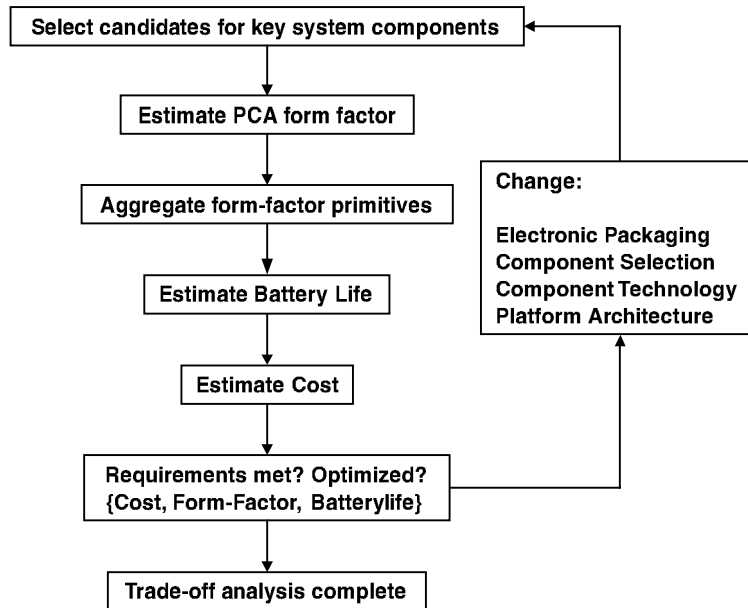 Select candidates for key system components
Estimate PCA form factor
Aggregate form-factor primitives
Estimate Battery Life
Estimate Cost
Requirements met? Optimized?
{Cost, Form-Factor, Batterylife}
Trade-off analysis complete
Change:
Electronic Packaging
Component Selection
Component Technology
Platform Architecture